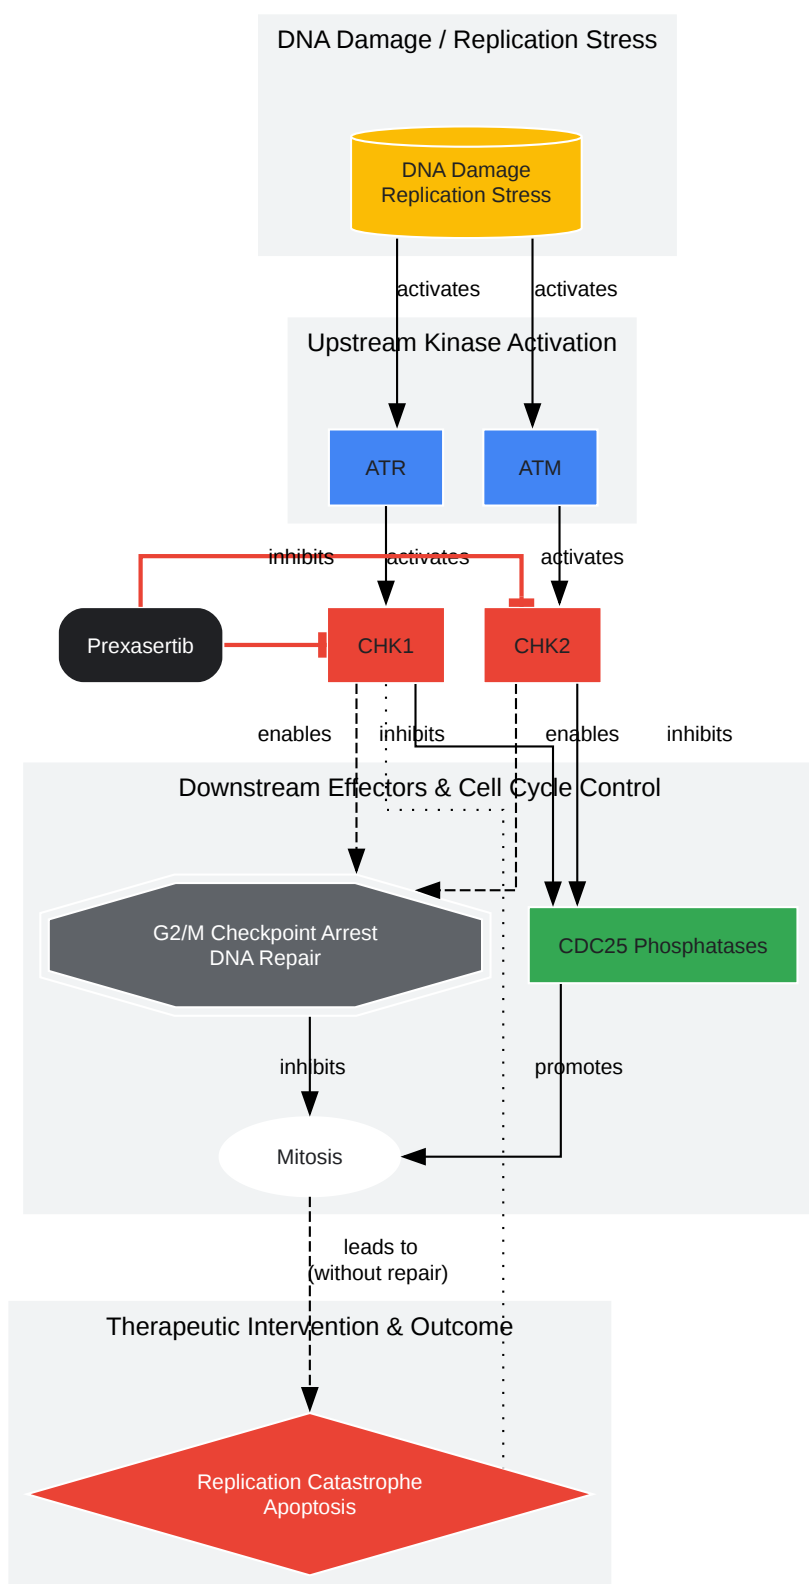 DNA Damage / Replication Stress
DNA Damage
Replication Stress
activates
activates
Upstream Kinase Activation
ATR
ATM
inhibits
activates
activates
Prexasertib
CHK1
CHK2
enables
inhibits
enables
inhibits
Downstream Effectors & Cell Cycle Control
G2/M Checkpoint Arrest
DNA Repair
CDC25 Phosphatases
inhibits
promotes
Mitosis
leads to
(without repair)
Therapeutic Intervention & Outcome
Replication Catastrophe
Apoptosis